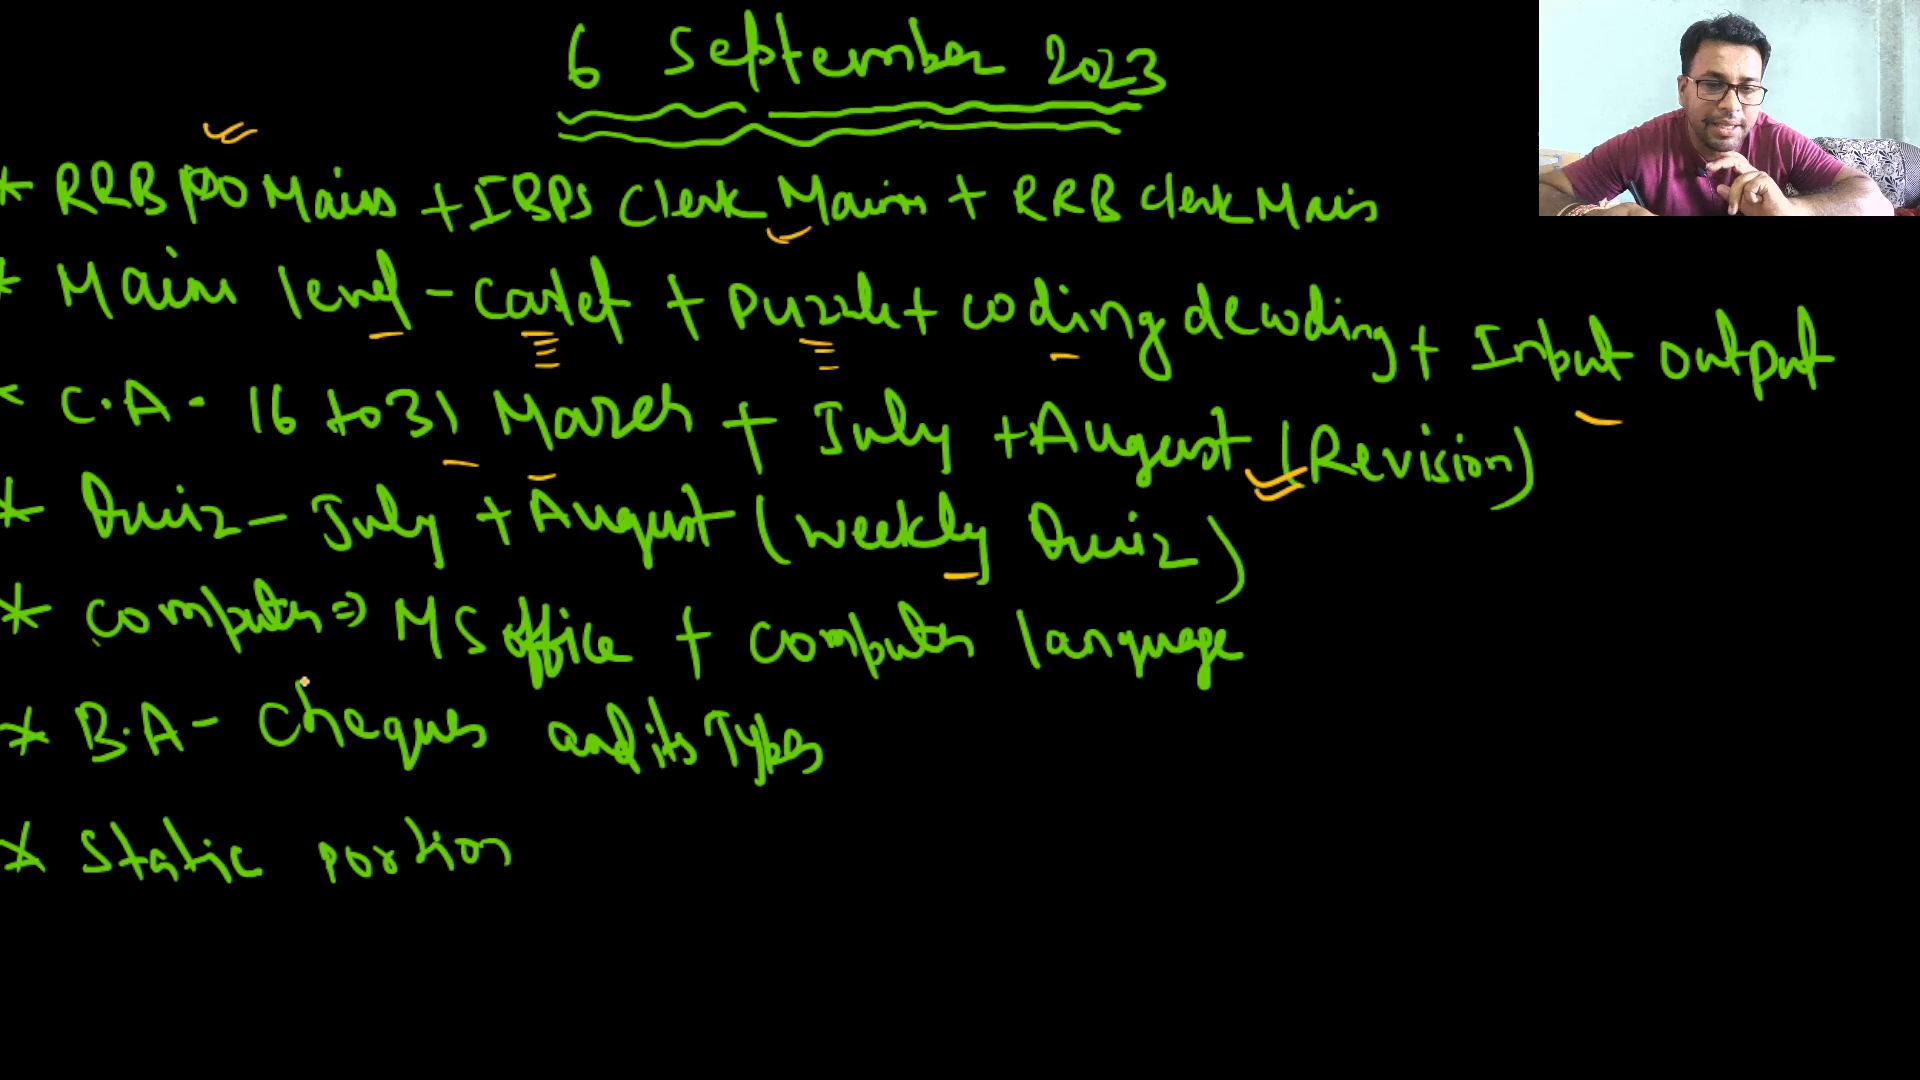 6 September 2023
* RRB PO Mains + IBPS Clerk Mains + RRB Clerk Mains
* Mains level - caselet + Puzzle + coding decoding + Input output
* C.A - 16 to 31 March + July + August (Revision)
* Quiz - July + August (weekly Quiz)
* computer => MS office + computer language
* B.A - Cheques and its Types
* Static portion